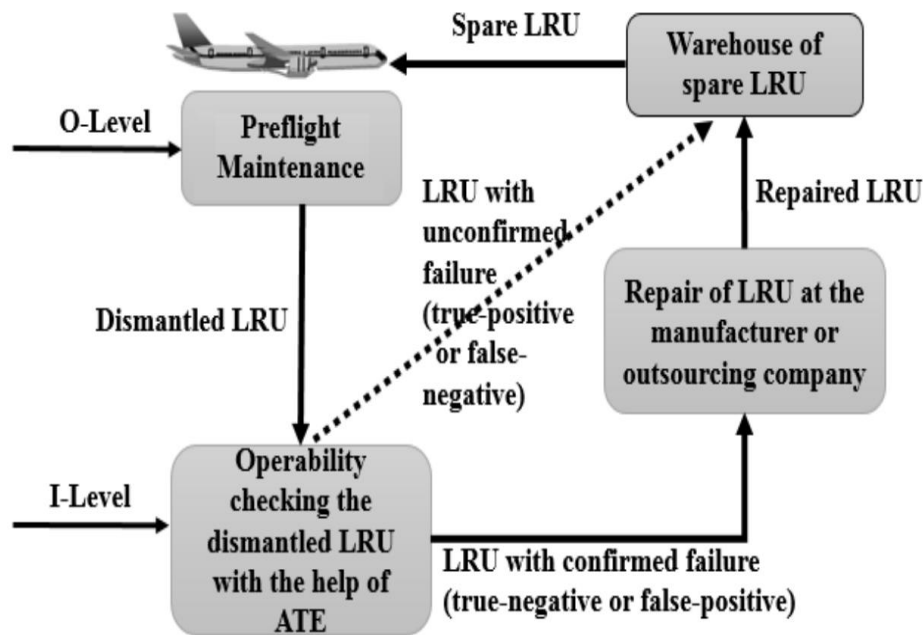 Spare LRU
Warehouse of
spare LRU
O-Level
Preflight
Maintenance
LRU with
unconfirmed
failure
(true-positive
or false-
negative)
Repaired LRU
Dismantled LRU
Repair of LRU at the
manufacturer or
outsourcing company
I-Level
Operability
checking the
dismantled LRU
with the help of
ATE
LRU with confirmed failure
(true-negative or false-positive)